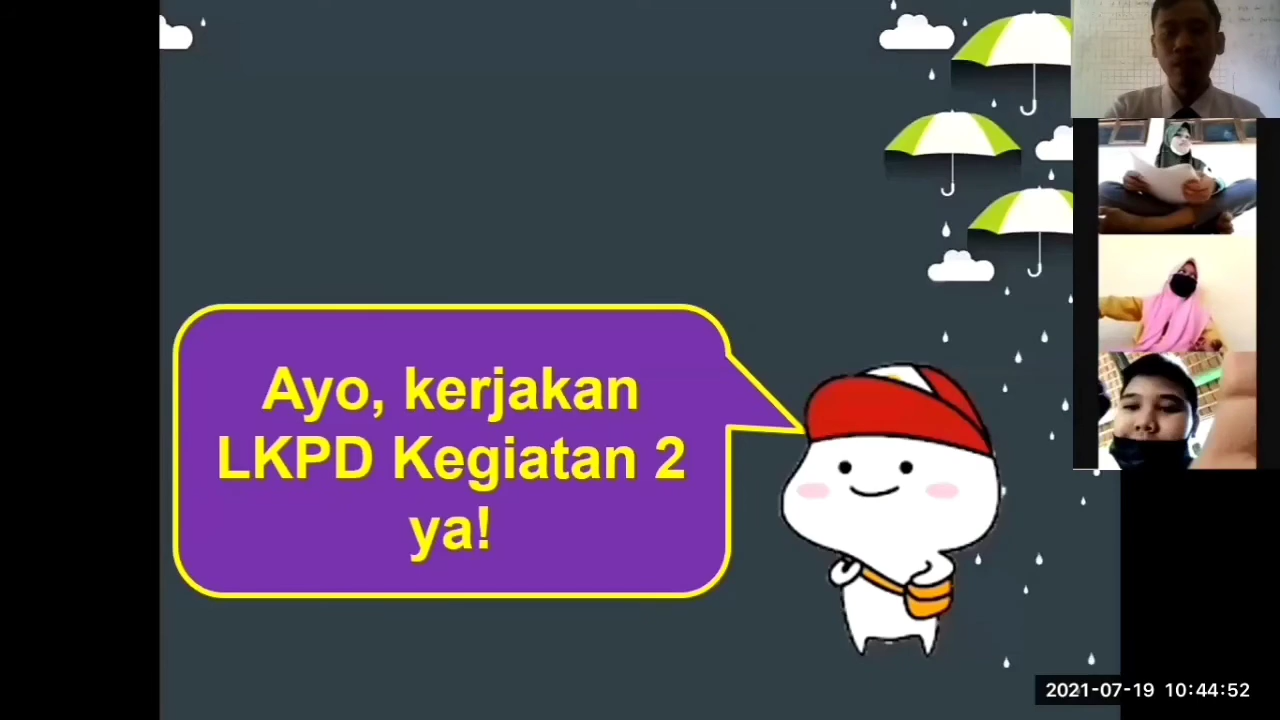 Ayo, kerjakan
LKPD Kegiatan 2
ya!
2021-07-19 10:44:52